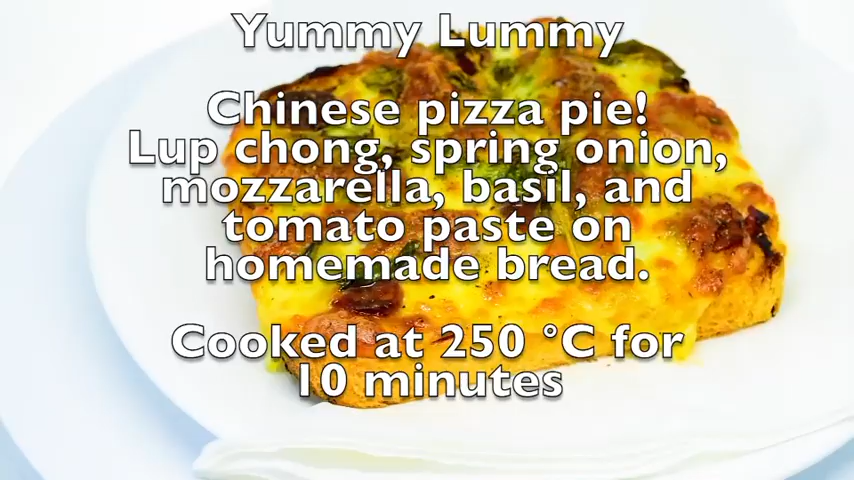 Yummy Lummy
Chinese pizza pie!
Lup chong, spring onion,
mozzarella, basil, and
tomato paste on
homemade bread.
Cooked at 250 °C for
10 minutes